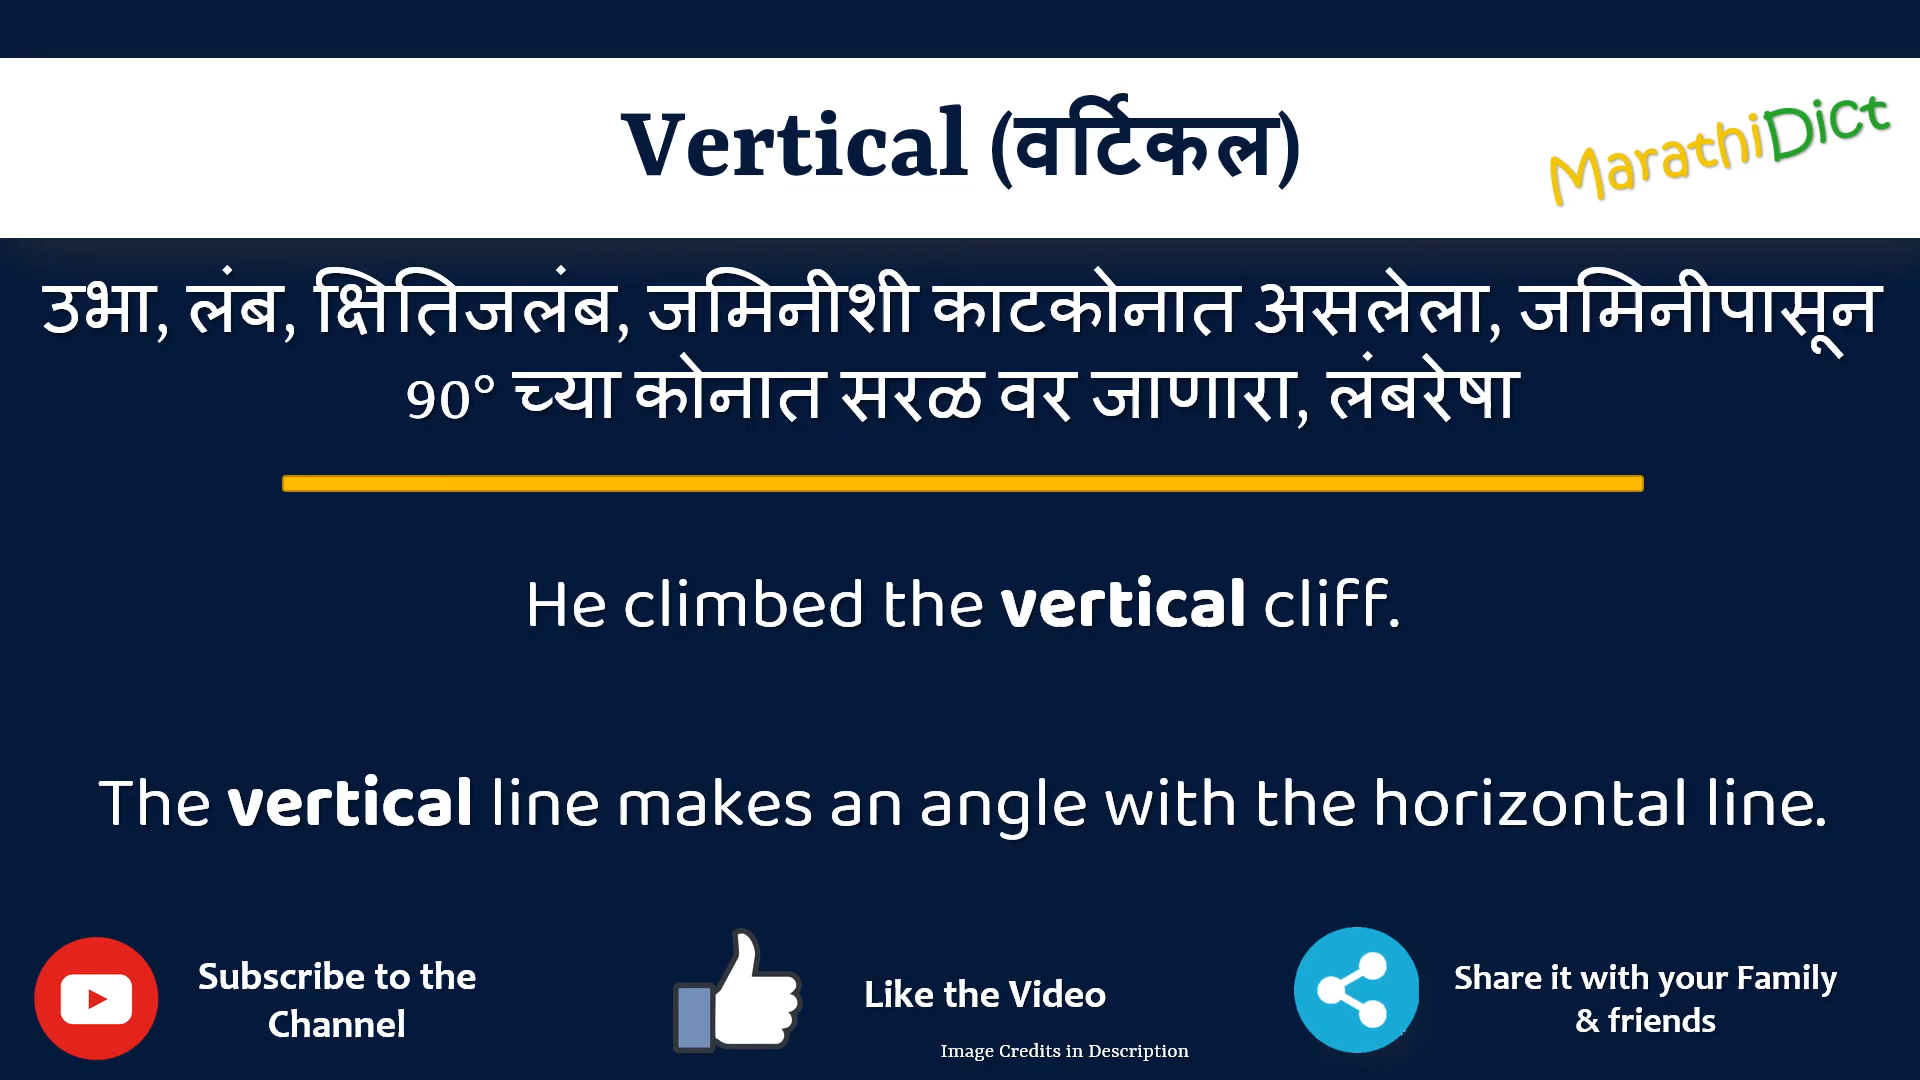 Vertical (वर्टिकल)
MarathiDict
उभा, लंब, क्षितिजलंब, जमिनीशी काटकोनात असलेला, जमिनीपासून
90° च्या कोनात सरळ वर जाणारा, लंबरेषा
He climbed the vertical cliff.
The vertical line makes an angle with the horizontal line.
Subscribe to the
Channel
Like the Video
Share it with your Family
& friends
Image Credits in Description